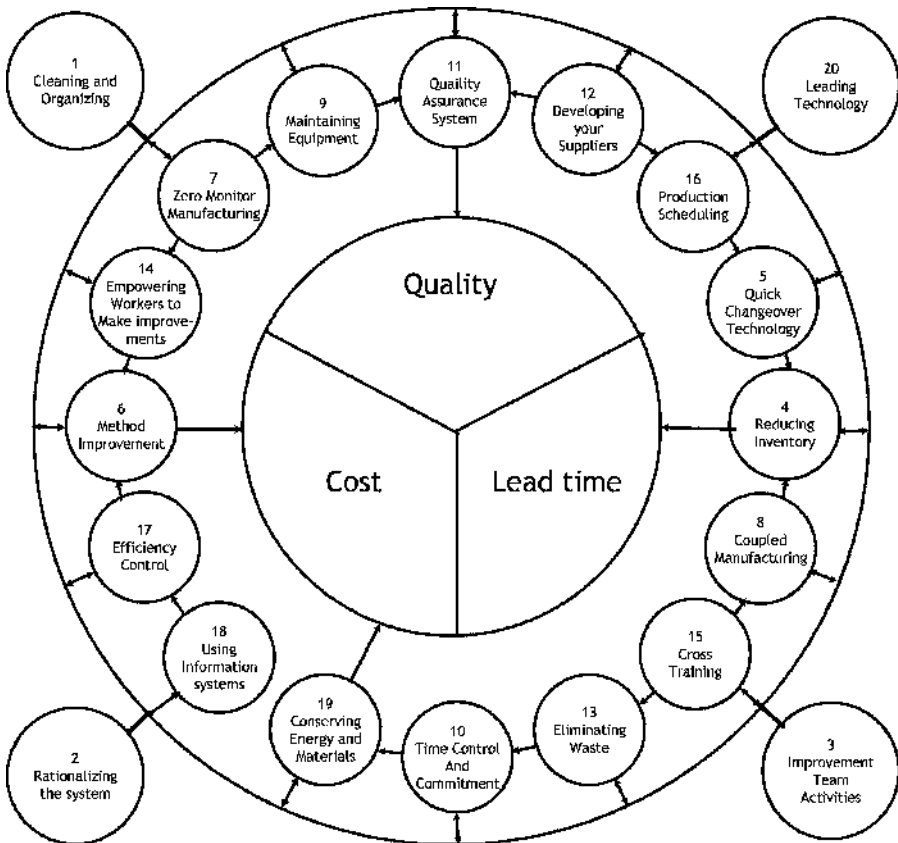 1
Cleaning and
Organizing
9
Maintaining
Equipment
11
Quaility
Assurance
System
12
Developing
your
Suppliers
20
Leading
Technology
7
Zero Monitor
Manufacturing
16
Production
Scheduling
14
Empowering
Workers to
Make improve-
ments
5
Quick
Changeover
Technology
Quality
6
Method
Improvement
4
Reducing
Inventory
Cost
Lead time
17
Efficiency
Control
8
Coupled
Manufacturing
18
Using
Information
systems
15
Cross
Training
19
Conserving
Energy and
Materials
10
Time Control
And
Commitment
13
Eliminating
Waste
2
Rationalizing
the system
3
Improvement
Team
Activities